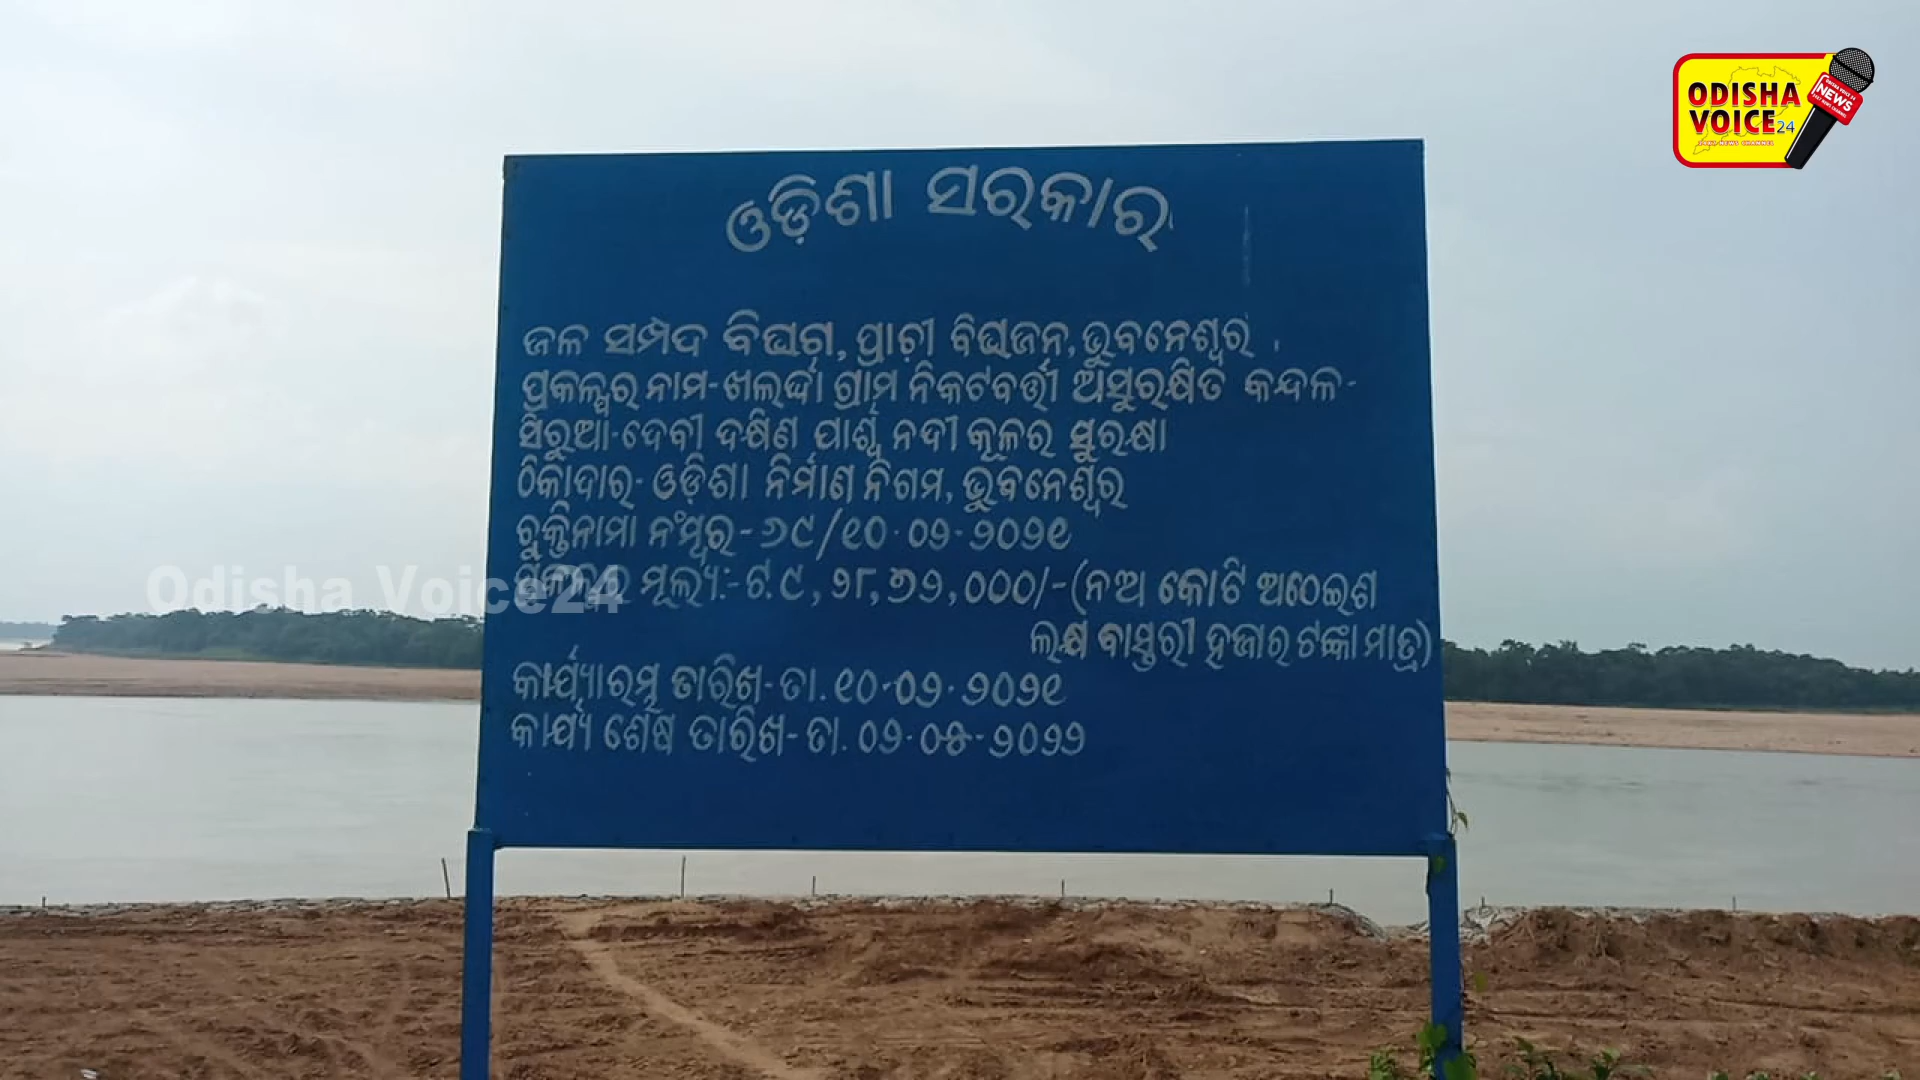 ODISHA
VOICE24
NEWS
ଓଡ଼ିଶା ସରକାର
ଜଳ ସମ୍ପଦ ବିଭାଗ, ପ୍ରାଚୀ ବିଭାଜନ, ଭୁବନେଶ୍ୱର
ପ୍ରକଳ୍ପର ନାମ-ଖଲର୍ଦ୍ଦା ଗ୍ରାମ ନିକଟବର୍ତ୍ତୀ ଅସୁରକ୍ଷିତ କନ୍ଦଳ-
ସିରୁଆ-ଦେବୀ ଦକ୍ଷିଣ ପାର୍ଶ୍ୱ ନଦୀ କୂଳର ସୁରକ୍ଷା
ଠିକାଦାର- ଓଡ଼ିଶା ନିର୍ମାଣ ନିଗମ, ଭୁବନେଶ୍ୱର
ଚୁକ୍ତିନାମା ନଂମ୍ବର- ୬୯/୧୦-୦୨-୨୦୨୧
ମୂଲ୍ୟ:-ଟ.୯,୨୮,୭୨,୦୦୦/-(ନଅ କୋଟି ଅଠେଇଶ
ଲକ୍ଷ ବାସ୍ତରୀ ହଜାର ଟଙ୍କା ମାତ୍ର)
କାର୍ଯ୍ୟାରମ୍ଭ ତାରିଖ-ତା.୧୦-୦୨-୨୦୨୧
କାର୍ଯ୍ୟ ଶେଷ ତାରିଖ-ତା. ୦୨-୦୫-୨୦୨୨
Odisha Voice24